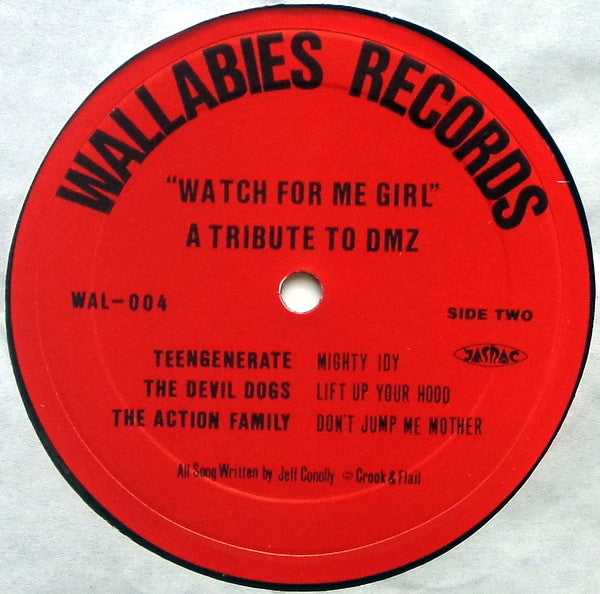 WALLABIES RECORDS
"WATCH FOR ME GIRL"
A TRIBUTE TO DMZ
WAL-004
SIDE TWO
TEENGENERATE MIGHTY IDY
JASRAC
THE DEVIL DOGS LIFT UP YOUR HOOD
THE ACTION FAMILY DON'T JUMP ME MOTHER
All Song Written by Jeff Conolly © Crook & Flail